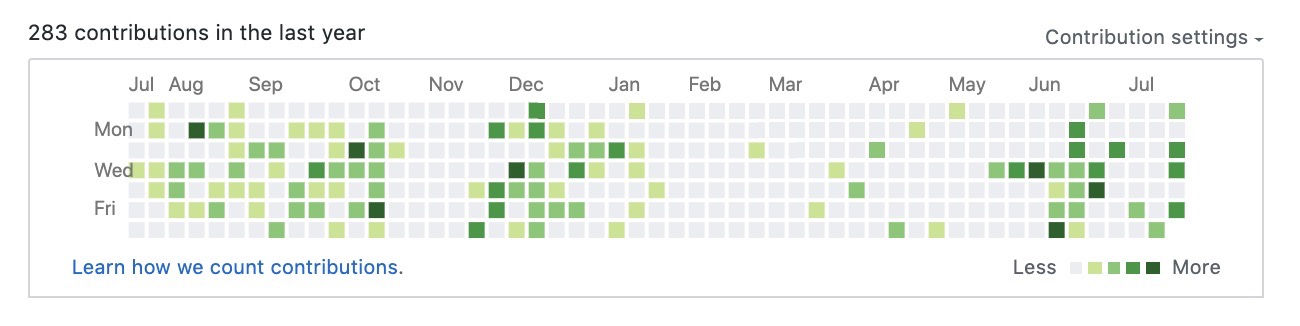 283 contributions in the last year
Contribution settings
Jul Aug Sep Oct Nov Dec Jan Feb Mar Apr May Jun Jul
Mon
Wed
Fri
Learn how we count contributions.
Less More